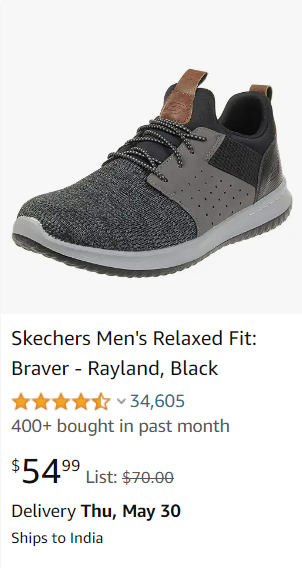 Skechers Men's Relaxed Fit:
Braver - Rayland, Black
34,605
400+ bought in past month
$54.99 List: $70.00
Delivery Thu, May 30
Ships to India